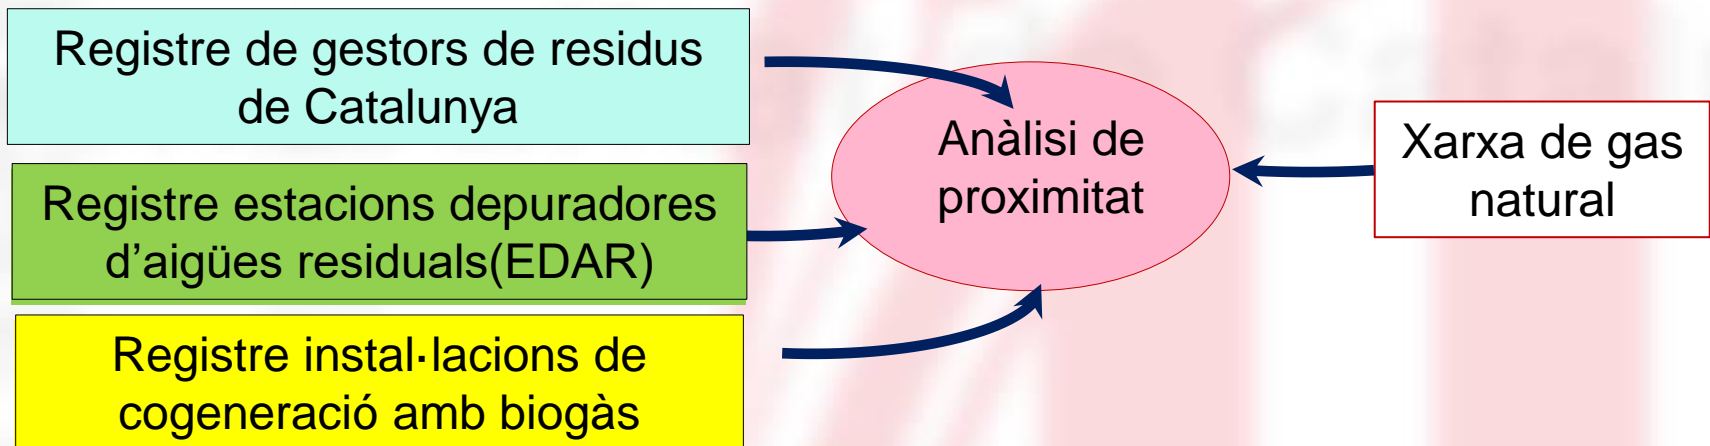 Registre de gestors de residus
de Catalunya
Registre estacions depuradores
d'aigües residuals(EDAR)
Registre instal·lacions de
cogeneració amb biogàs
Anàlisi de
proximitat
Xarxa de gas
natural